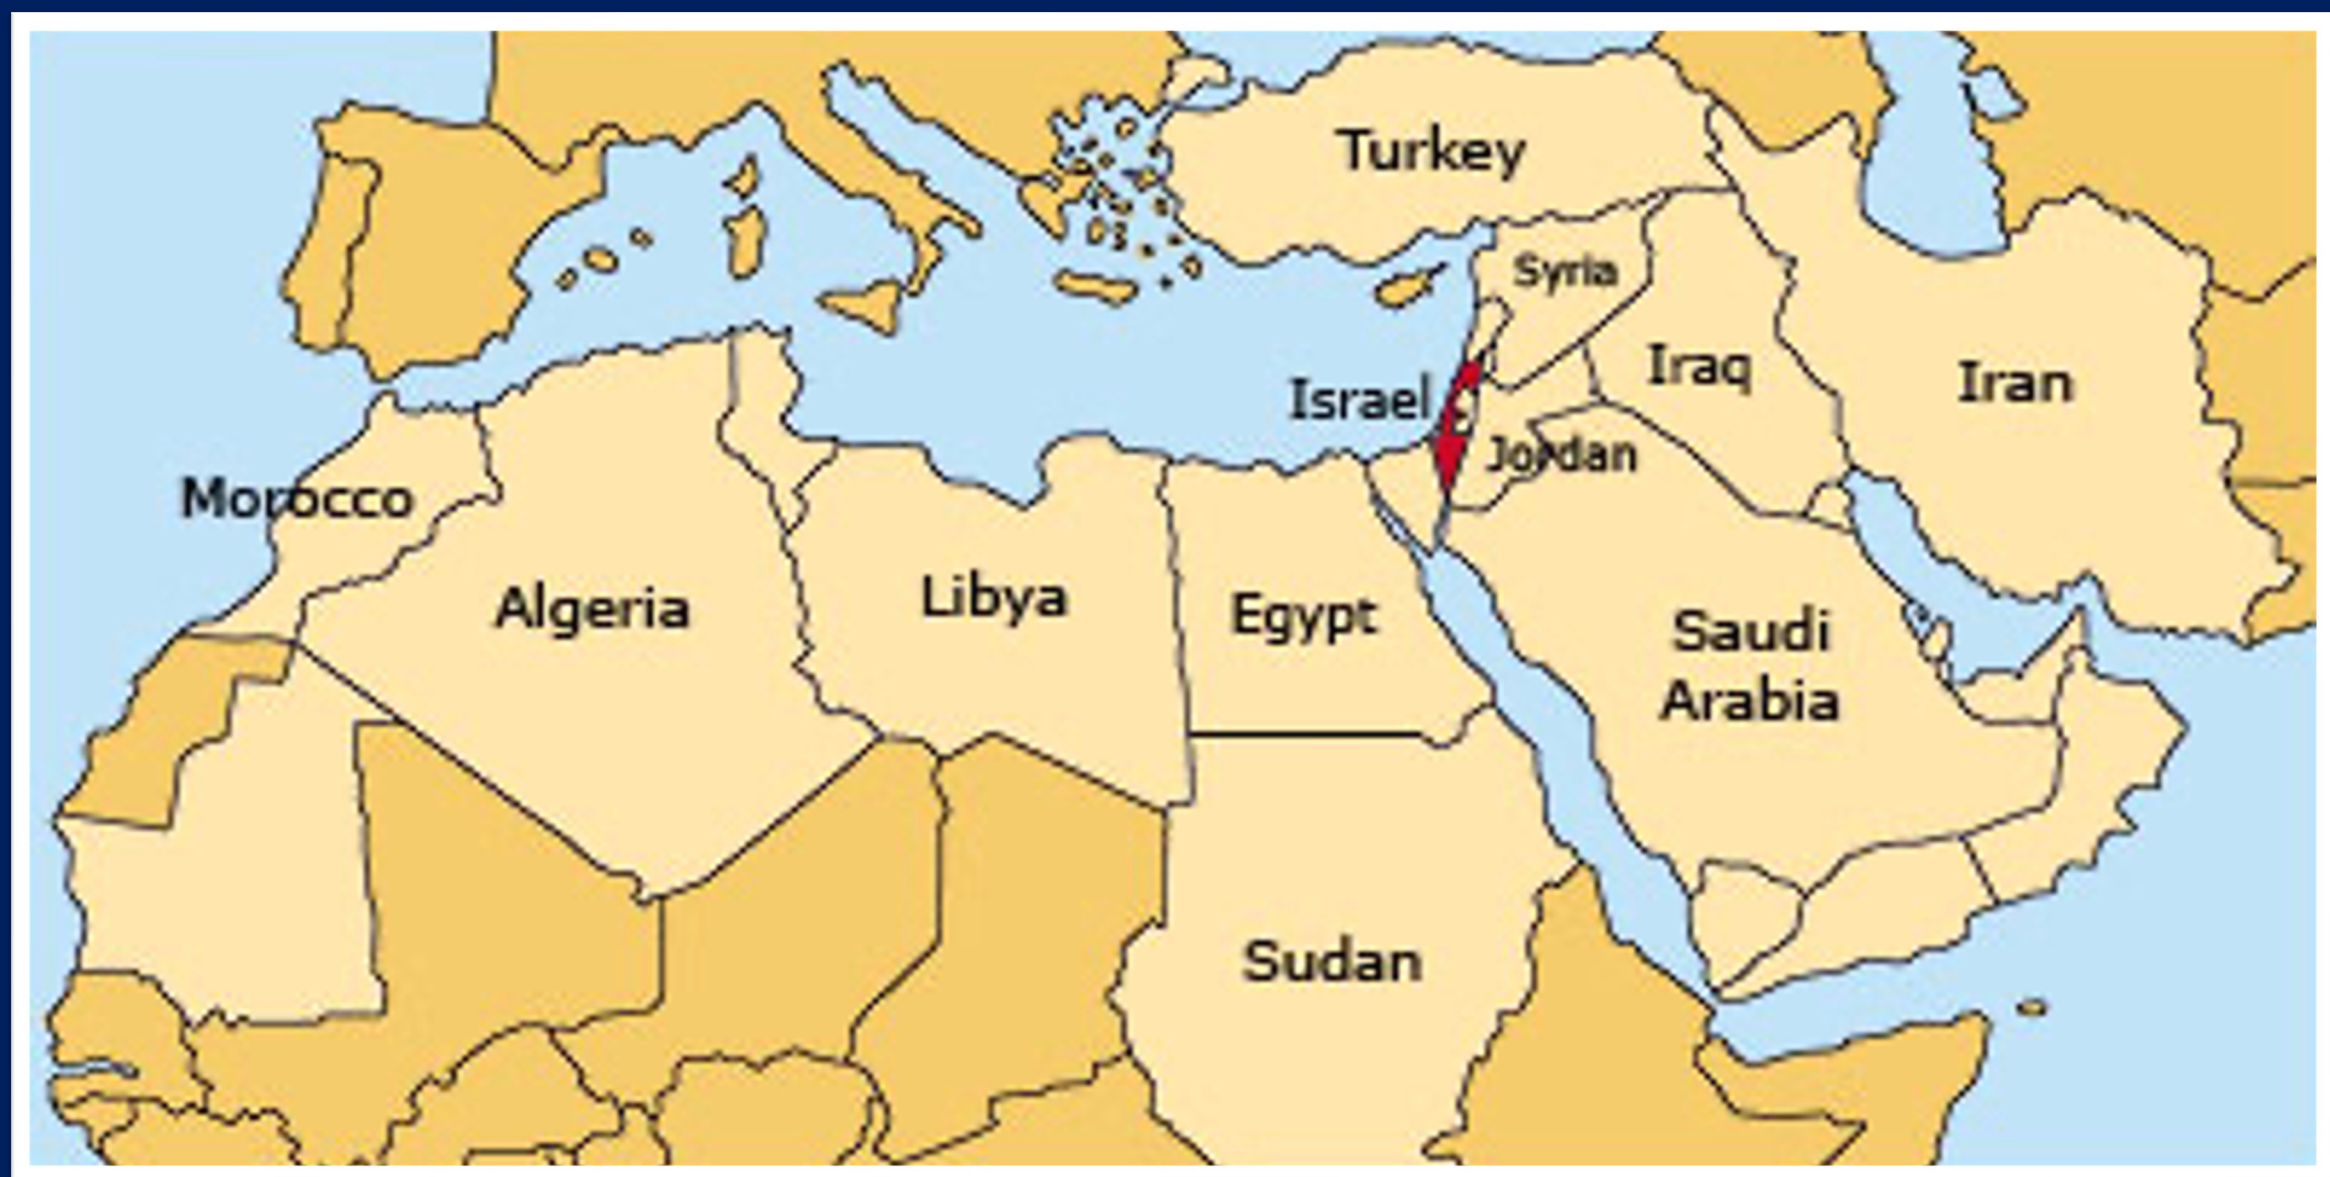 Turkey
Syria
Iraq
Iran
Israel
Jordan
Morocco
Algeria
Libya
Egypt
Saudi
Arabia
Sudan